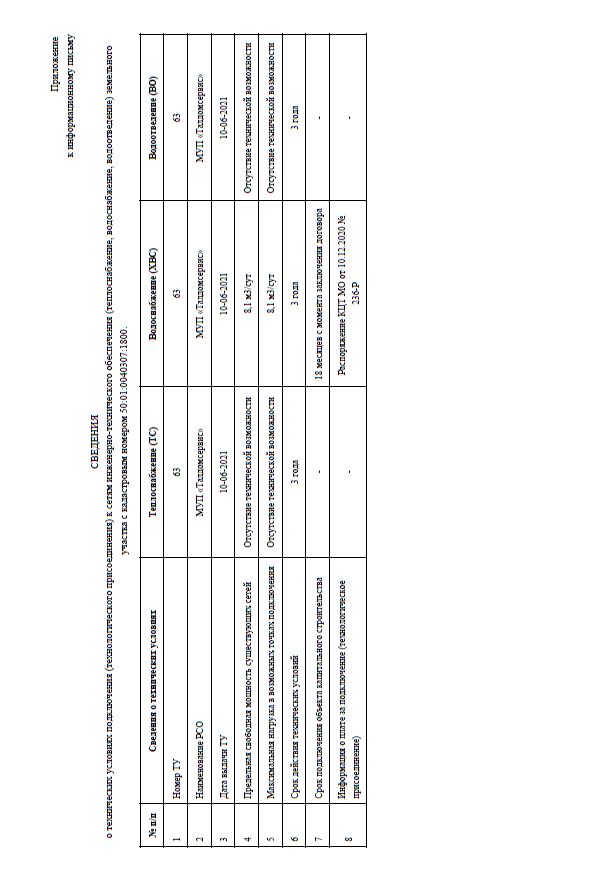 Приложение
к информационному письму
СВЕДЕНИЯ
о технических условиях подключения (технологического присоединения) к сетям инженерно-технического обеспечения (теплоснабжение, водоснабжение, водоотведение) земельного
участка с кадастровым номером 50:01:0040307:1800.
№ п/п Сведения о технических условиях Теплоснабжение (ТС) Водоснабжение (ХВС) Водоотведение (ВО)
1 Номер ТУ 63 63 63
2 Наименование РСО МУП «Талдомсервис» МУП «Талдомсервис» МУП «Талдомсервис»
3 Дата выдачи ТУ 10-06-2021 10-06-2021 10-06-2021
4 Предельная свободная мощность существующих сетей Отсутствие технической возможности 8,1 м3/сут Отсутствие технической возможности
5 Максимальная нагрузка в возможных точках подключения Отсутствие технической возможности 8,1 м3/сут Отсутствие технической возможности
6 Срок действия технических условий 3 года 3 года 3 года
7 Срок подключения объекта капитального строительства - 18 месяцев с момента заключения договора -
8 Информация о плате за подключение (технологическое - Распоряжение КЦТ МО от 10.12.2020 № -
присоединение) 236-Р